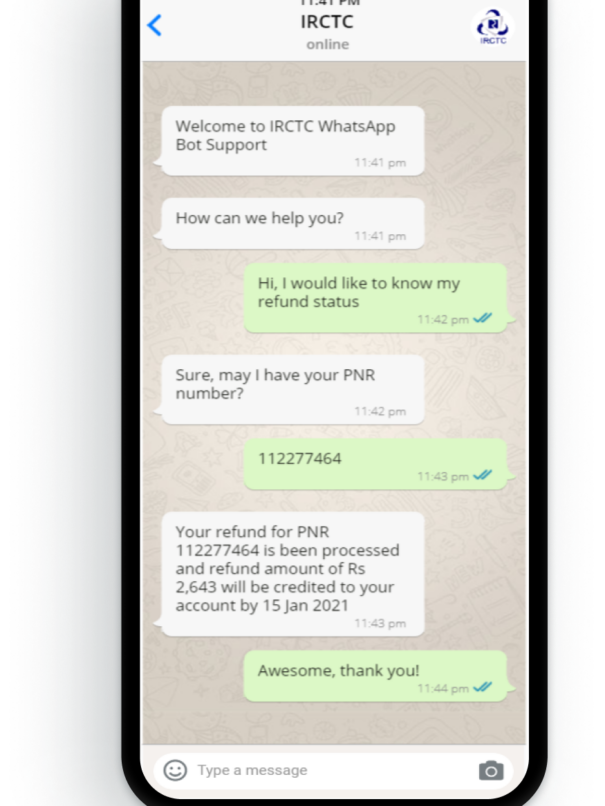 11:41 PM
IRCTC
online
IRCTC
Welcome to IRCTC WhatsApp
Bot Support
11:41 pm
How can we help you?
11:41 pm
Hi, I would like to know my
refund status
11:42 pm
Sure, may I have your PNR
number?
11:42 pm
112277464
11:43 pm
Your refund for PNR
112277464 is been processed
and refund amount of Rs
2,643 will be credited to your
account by 15 Jan 2021
11:43 pm
Awesome, thank you!
11:44 pm
Type a message